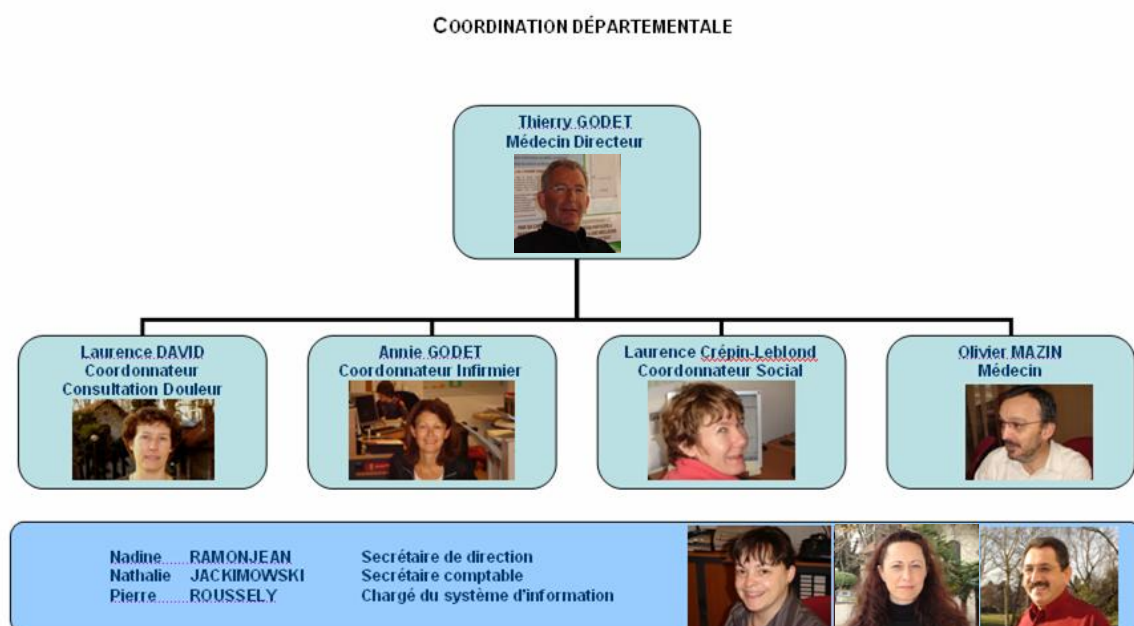 COORDINATION DÉPARTEMENTALE
Thierry GODET
Médecin Directeur
Laurence DAVID
Coordonnateur
Consultation Douleur
Annie GODET
Coordonnateur Infirmier
Laurence Crépin-Leblond
Coordonnateur Social
Olivier MAZIN
Médecin
Nadine RAMONJEAN Secrétaire de direction
Nathalie JACKIMOWSKI Secrétaire comptable
Pierre ROUSSELY Chargé du système d'information